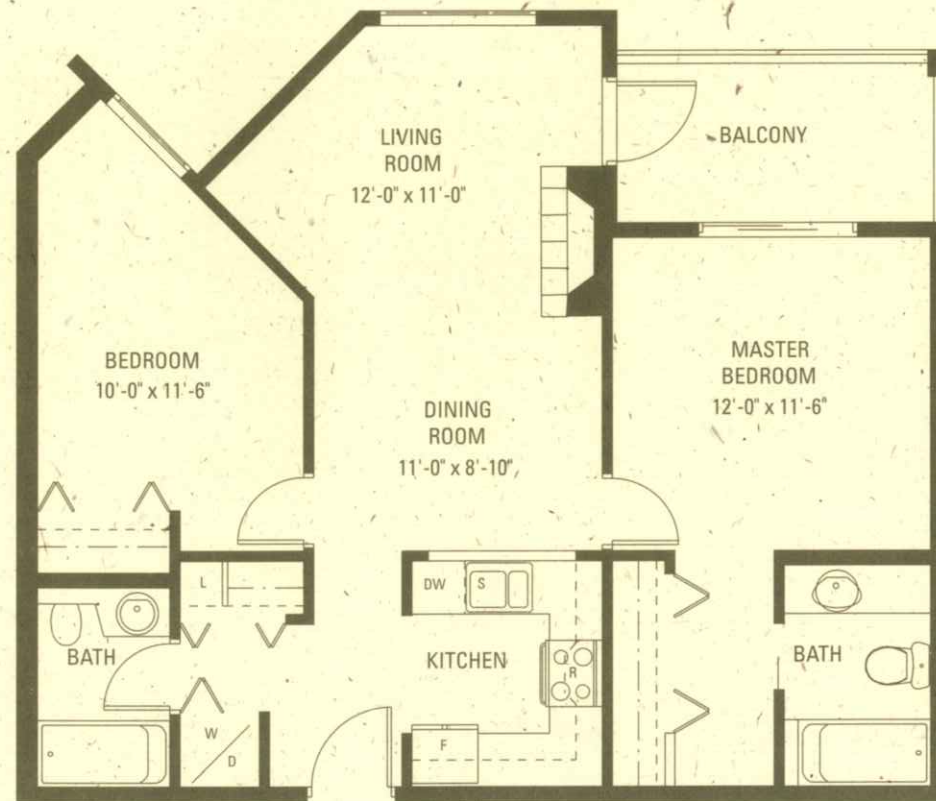 LIVING
ROOM
12'-0" x 11'-0"
BALCONY
BEDROOM
10'-0" x 11'-6"
MASTER
BEDROOM
12'-0" x 11'-6"
DINING
ROOM
11'-0" x 8'-10"
L
DW
S
BATH
KITCHEN
R
BATH
W
D
F